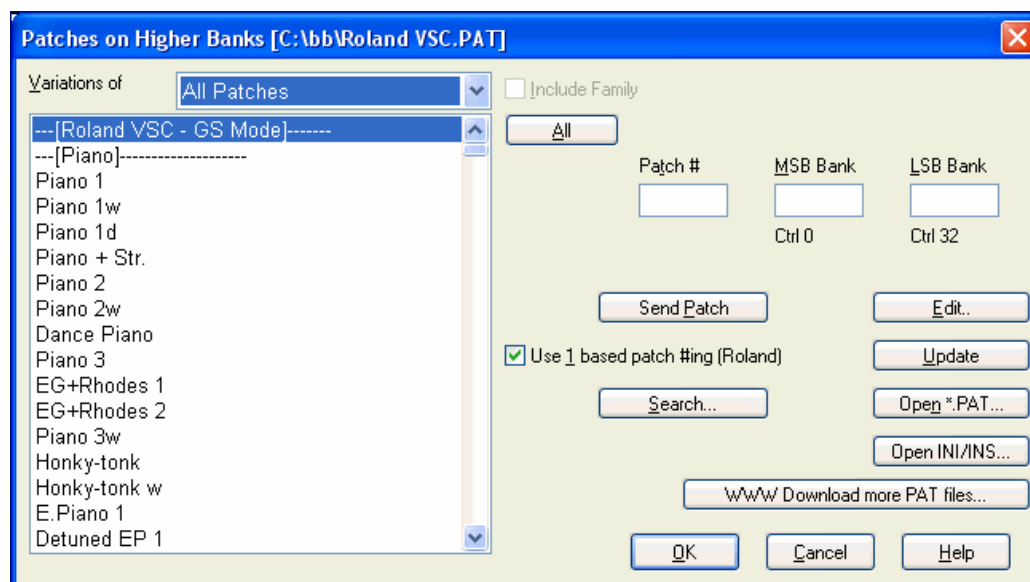 Patches on Higher Banks [C:\bb\Roland VSC.PAT]
Variations of
All Patches
Include Family
---[Roland VSC - GS Mode]-------
---[Piano]--------------------
Piano 1
Piano 1w
Piano 1d
Piano + Str.
Piano 2
Piano 2w
Dance Piano
Piano 3
EG+Rhodes 1
EG+Rhodes 2
Piano 3w
Honky-tonk
Honky-tonk w
E.Piano 1
Detuned EP 1
All
Patch #
MSB Bank
LSB Bank
Ctrl 0
Ctrl 32
Send Patch
Edit..
Use 1 based patch #ing (Roland)
Update
Search...
Open *.PAT...
Open INI/INS...
WWW Download more PAT files...
OK
Cancel
Help